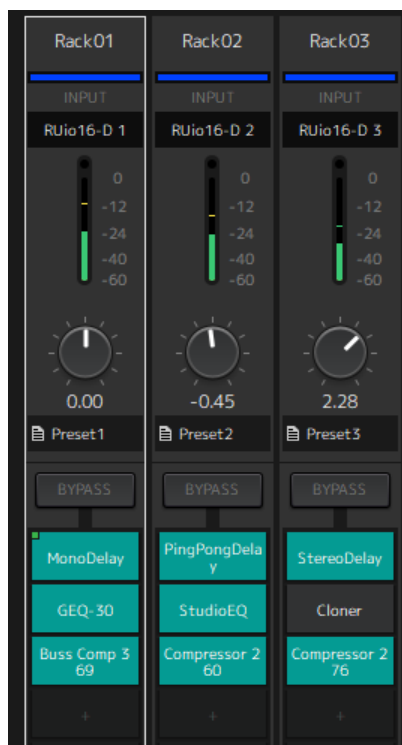 Rack01 Rack02 Rack03
INPUT INPUT INPUT
RUio16-D 1 RUio16-D 2 RUio16-D 3
0 0 0
-12 -12 -12
-24 -24 -24
-40 -40 -40
-60 -60 -60
0.00 -0.45 2.28
Preset1 Preset2 Preset3
BYPASS BYPASS BYPASS
MonoDelay PingPongDela StereoDelay
y
GEQ-30 StudioEQ Cloner
Buss Comp 3 Compressor 2 Compressor 2
69 60 76
+ + +